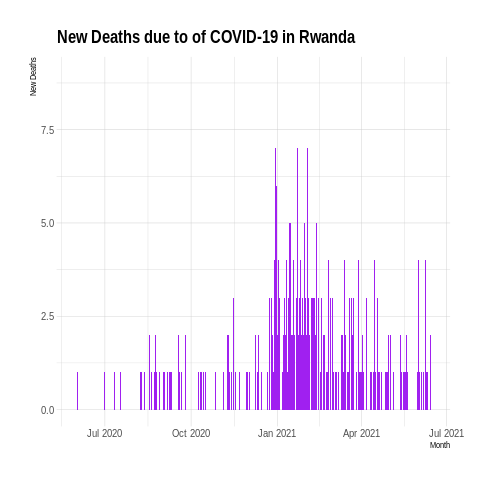 New Deaths due to of COVID-19 in Rwanda
New Deaths
7.5
5.0
2.5
0.0
Jul 2020 Oct 2020 Jan 2021 Apr 2021 Jul 2021
Month